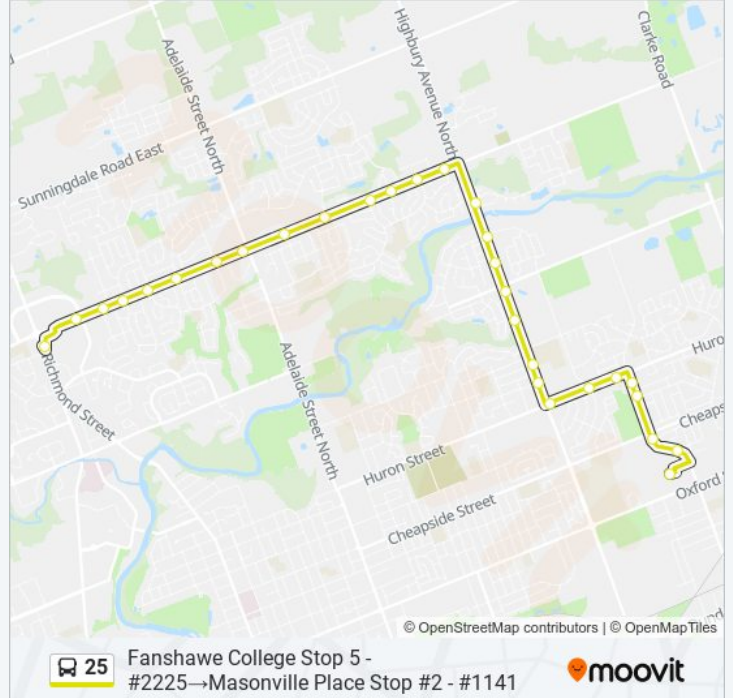 Highbury Avenue North
Clarke Road
Adelaide Street North
Sunningdale Road East
Richmond Street
Adelaide Street North
Huro
Cheaps
Huron Street
Oxford
Cheapside Street
© OpenStreetMap contributors | © OpenMapTiles
25
Fanshawe College Stop 5 -
#2225→Masonville Place Stop #2 - #1141
moovit